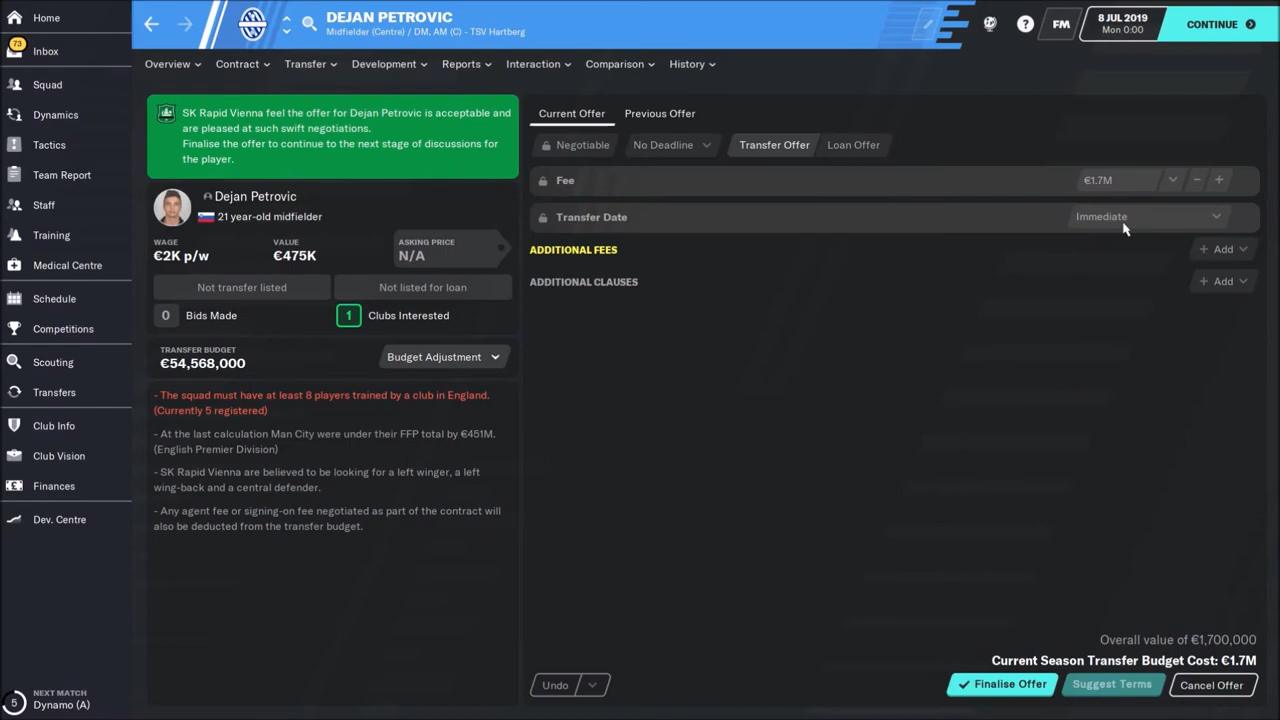 Home
73
Inbox
Squad
Dynamics
Tactics
Team Report
Staff
Training
Medical Centre
Schedule
Competitions
Scouting
Transfers
Club Info
Club Vision
Finances
Dev. Centre
5
NEXT MATCH
Dynamo (A)
DEJAN PETROVIC
Midfielder (Centre) / DM, AM (C) - TSV Hartberg
?
FM
8 JUL 2019
Mon 0:00
CONTINUE
Overview
Contract
Transfer
Development
Reports
Interaction
Comparison
History
SK Rapid Vienna feel the offer for Dejan Petrovic is acceptable and
are pleased at such swift negotiations.
Finalise the offer to continue to the next stage of discussions for
the player.
Dejan Petrovic
21 year-old midfielder
WAGE
€2K p/w
VALUE
€475K
ASKING PRICE
N/A
Not transfer listed
Not listed for loan
0 Bids Made
1 Clubs Interested
TRANSFER BUDGET
€54,568,000
Budget Adjustment
- The squad must have at least 8 players trained by a club in England.
(Currently 5 registered)
- At the last calculation Man City were under their FFP total by €451M.
(English Premier Division)
- SK Rapid Vienna are believed to be looking for a left winger, a left
wing-back and a central defender.
- Any agent fee or signing-on fee negotiated as part of the contract will
also be deducted from the transfer budget.
Current Offer
Previous Offer
Negotiable
No Deadline
Transfer Offer
Loan Offer
Fee
€1.7M
- +
Transfer Date
Immediate
ADDITIONAL FEES
+ Add
ADDITIONAL CLAUSES
+ Add
Overall value of €1,700,000
Current Season Transfer Budget Cost: €1.7M
Undo
Finalise Offer
Suggest Terms
Cancel Offer